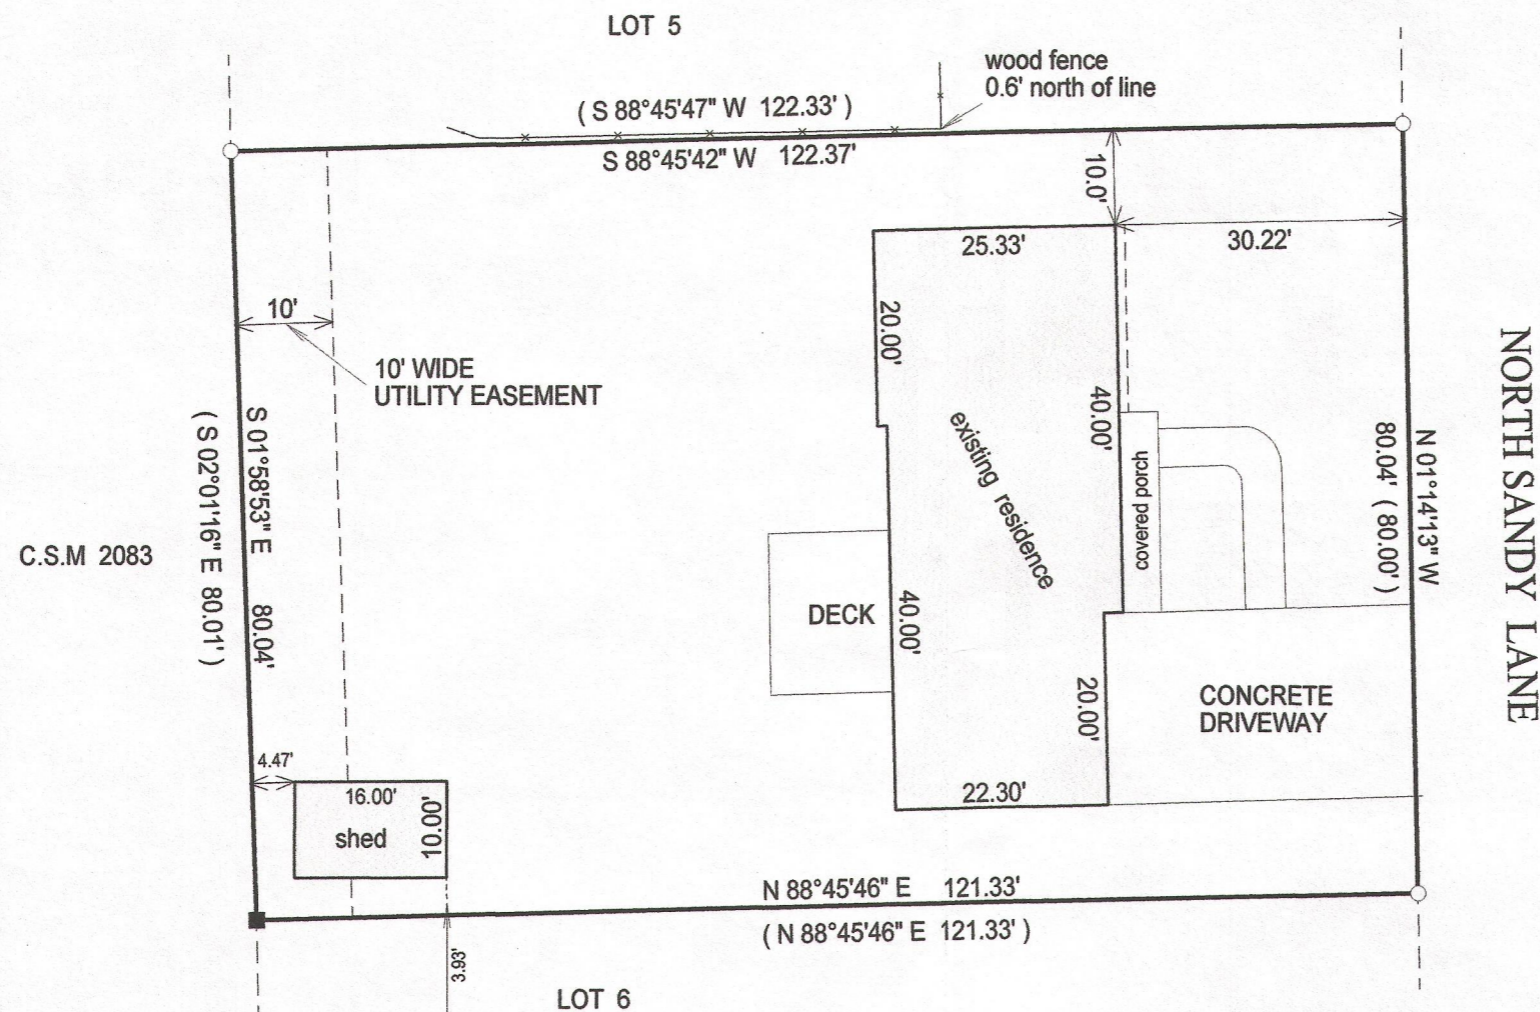 LOT 5
wood fence
0.6' north of line
( S 88°45'47" W 122.33' )
S 88°45'42" W 122.37'
10.0'
25.33'
30.22'
20.00'
10'
10' WIDE
UTILITY EASEMENT
S 01°58'53" E 80.04'
( S 02°01'16" E 80.01' )
C.S.M 2083
existing residence
40.00'
covered porch
N 01°14'13" W
80.04' ( 80.00' )
NORTH SANDY LANE
DECK
40.00'
20.00'
CONCRETE
DRIVEWAY
4.47'
16.00'
10.00'
shed
22.30'
N 88°45'46" E 121.33'
( N 88°45'46" E 121.33' )
3.93'
LOT 6